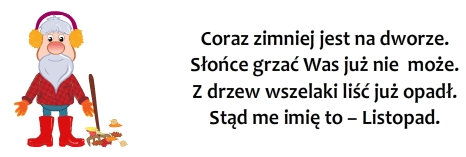 Coraz zimniej jest na dworze.
Słońce grzać Was już nie może.
Z drzew wszelaki liść już opadł.
Stąd me imię to – Listopad.